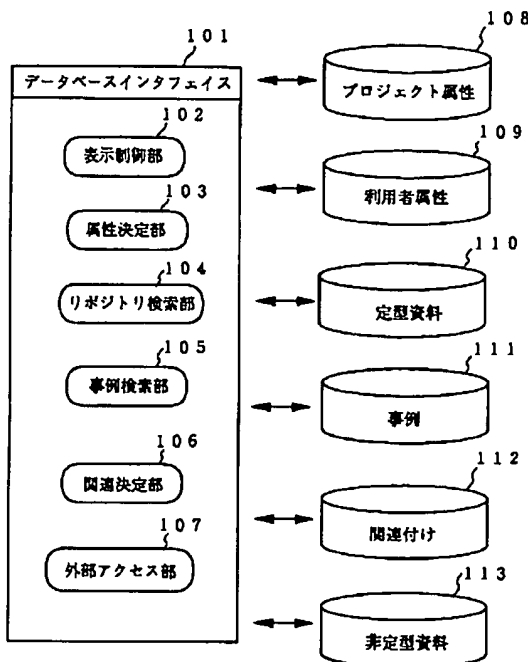 101
データベースインタフェイス
102
表示制御部
103
属性決定部
104
リポジトリ検索部
105
事例検索部
106
関連決定部
107
外部アクセス部
108
プロジェクト属性
109
利用者属性
110
定型資料
111
事例
112
関連付け
113
非定型資料